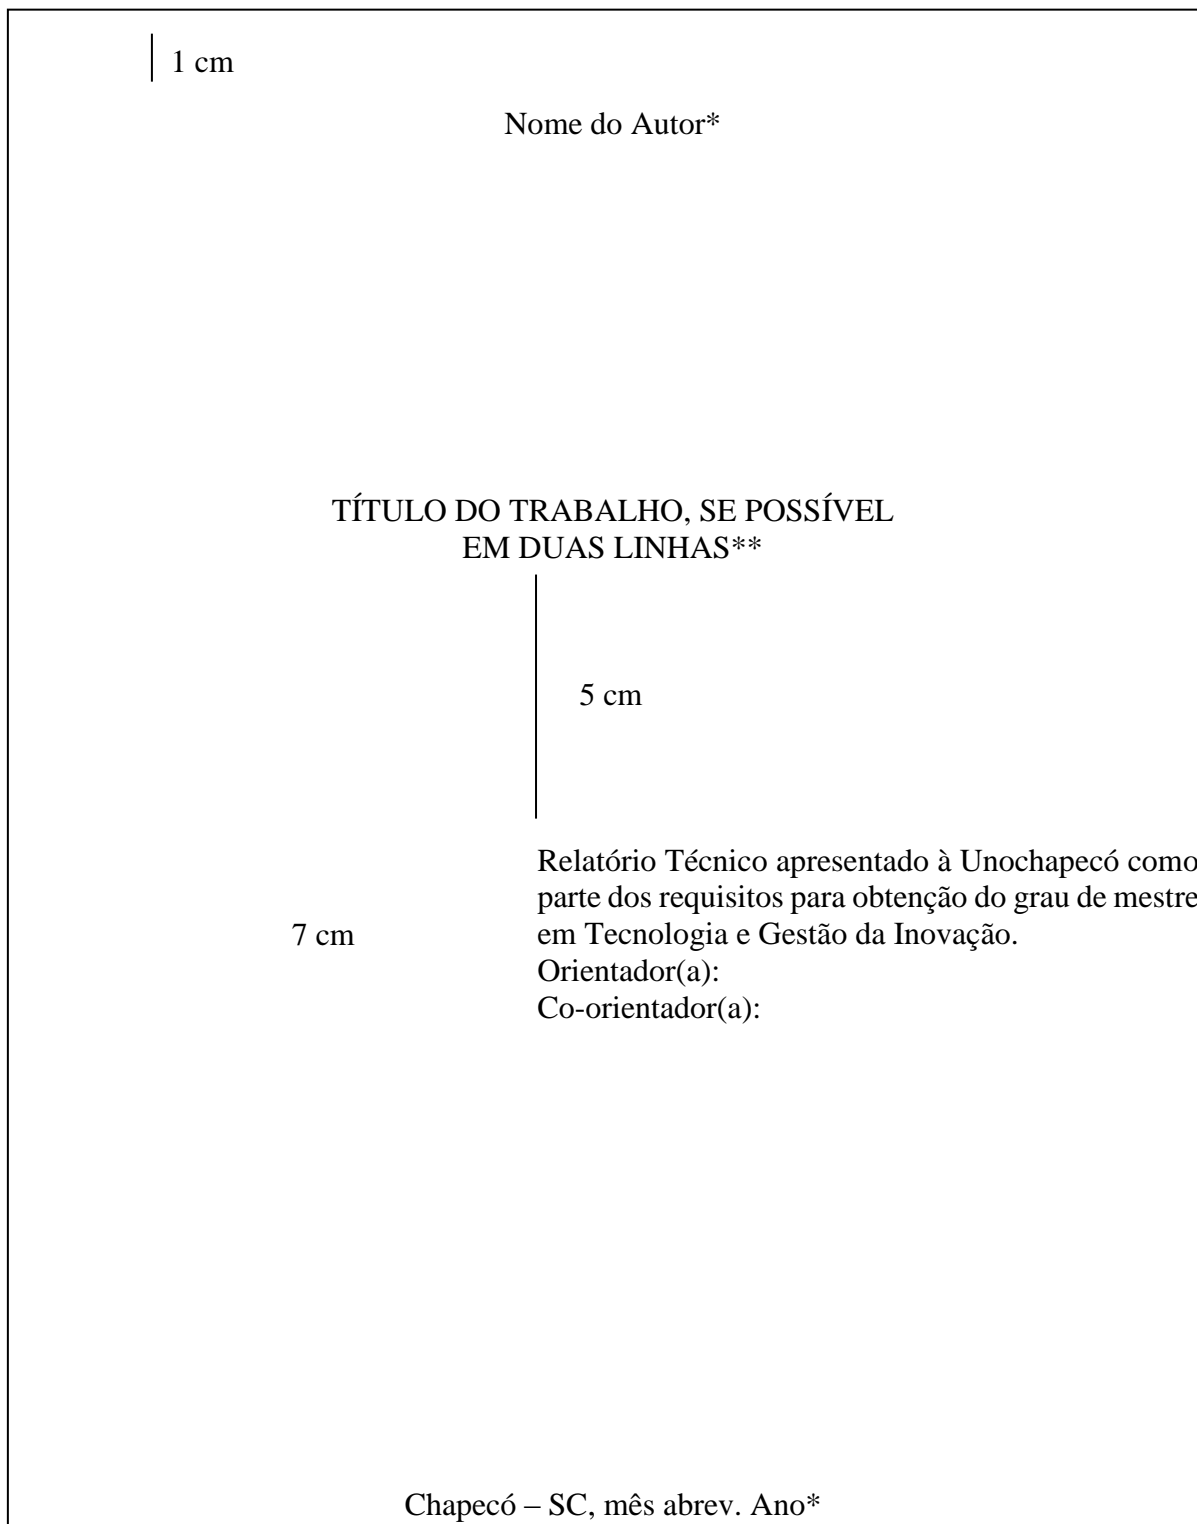 1 cm
Nome do Autor*
TÍTULO DO TRABALHO, SE POSSÍVEL
EM DUAS LINHAS**
5 cm
Relatório Técnico apresentado à Unochapecó como
parte dos requisitos para obtenção do grau de mestre
7 cm
em Tecnologia e Gestão da Inovação.
Orientador(a):
Co-orientador(a):
Chapecó – SC, mês abrev. Ano*